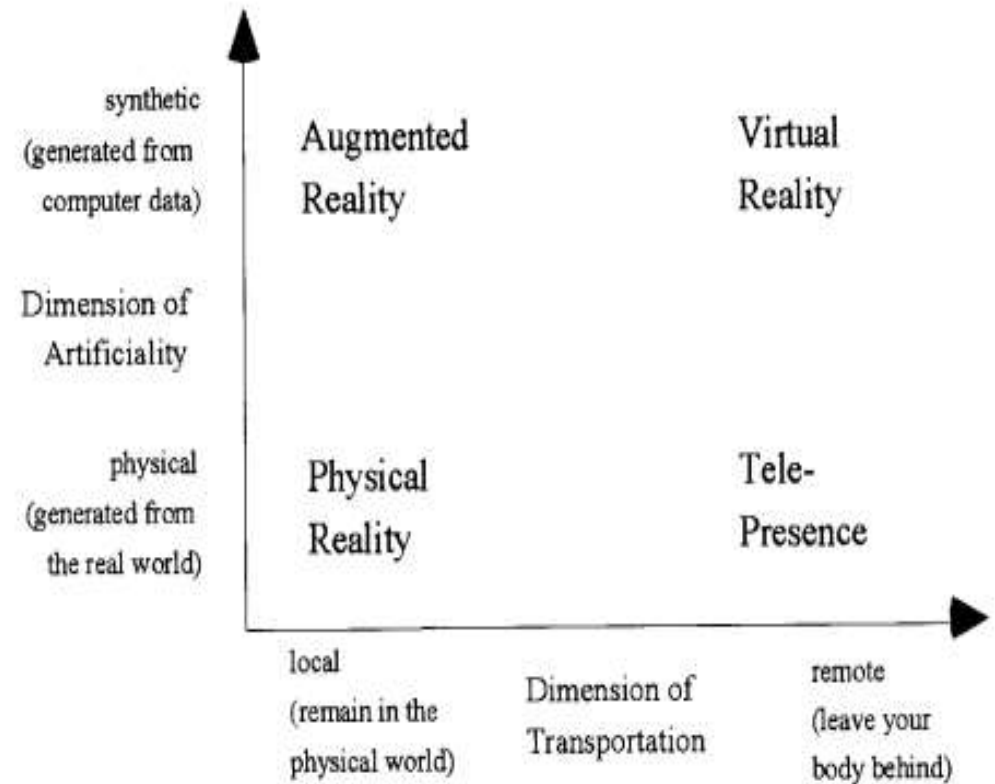 synthetic
(generated from
computer data)
Augmented
Reality
Virtual
Reality
Dimension of
Artificiality
physical
(generated from
the real world)
Physical
Reality
Tele-
Presence
local
(remain in the
physical world)
Dimension of
Transportation
remote
(leave your
body behind)